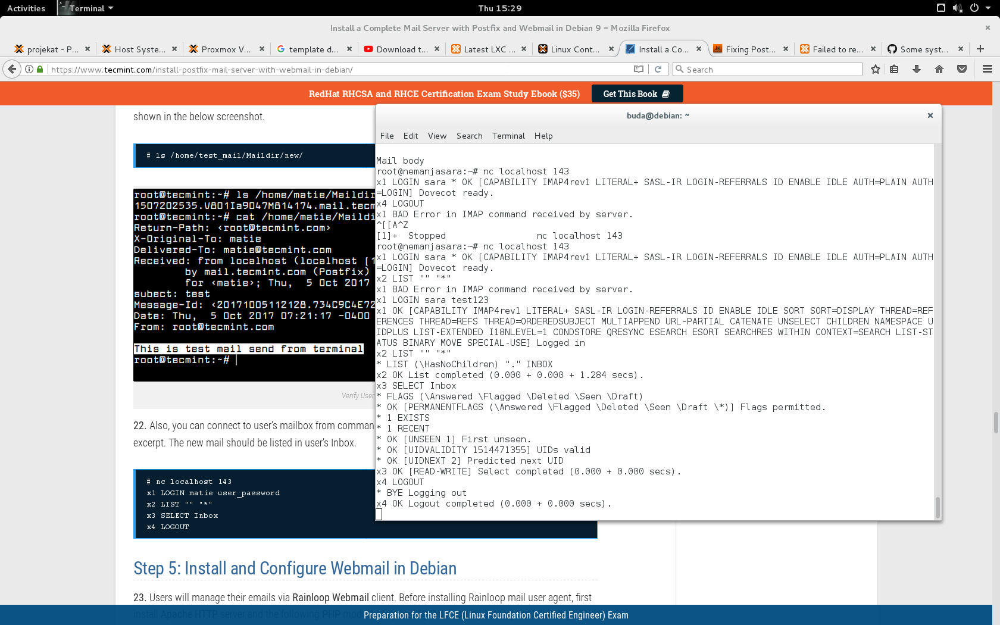 Activities
Terminal
Thu 15:29
Install a Complete Mail Server with Postfix and Webmail in Debian 9 – Mozilla Firefox
projekat - P...
Host Syste...
Proxmox V...
template d...
Download t...
Latest LXC ...
Linux Cont...
Install a Co...
Fixing Post...
Failed to re...
Some syst...
https://www.tecmint.com/install-postfix-mail-server-with-webmail-in-debian/
Search
RedHat RHCSA and RHCE Certification Exam Study Ebook ($35)
Get This Book
shown in the below screenshot.
# ls /home/test_mail/Maildir/new/
root@tecmint:~# ls /home/matie/Maildir
1507202535.V801Ia9047M814174.mail.tecm
root@tecmint:~# cat /home/matie/Maildi
Return-Path: <root@tecmint.com>
X-Original-To: matie
Delivered-To: matie@tecmint.com
Received: from localhost (localhost [1
by mail.tecmint.com (Postfix)
for <matie>; Thu,  5 Oct 2017
subect: test
Message-Id: <20171005112128.734C9C4E72
Date: Thu,  5 Oct 2017 07:21:17 -0400
From: root@tecmint.com
This is test mail send from terminal
root@tecmint:~#
Verify User
22. Also, you can connect to user’s mailbox from comman
excerpt. The new mail should be listed in user’s Inbox.
# nc localhost 143
x1 LOGIN matie user_password
x2 LIST "" "*"
x3 SELECT Inbox
x4 LOGOUT
Step 5: Install and Configure Webmail in Debian
23. Users will manage their emails via Rainloop Webmail client. Before installing Rainloop mail user agent, first
install Apache HTTP server and the following PHP mod
Preparation for the LFCE (Linux Foundation Certified Engineer) Exam
buda@debian: ~
File Edit View Search Terminal Help
Mail body
root@nemanjasara:~# nc localhost 143
x1 LOGIN sara * OK [CAPABILITY IMAP4rev1 LITERAL+ SASL-IR LOGIN-REFERRALS ID ENABLE IDLE AUTH=PLAIN AUTH
=LOGIN] Dovecot ready.
x4 LOGOUT
x1 BAD Error in IMAP command received by server.
^[[A^Z
[1]+  Stopped                 nc localhost 143
root@nemanjasara:~# nc localhost 143
x1 LOGIN sara * OK [CAPABILITY IMAP4rev1 LITERAL+ SASL-IR LOGIN-REFERRALS ID ENABLE IDLE AUTH=PLAIN AUTH
=LOGIN] Dovecot ready.
x2 LIST "" "*"
x1 BAD Error in IMAP command received by server.
x1 LOGIN sara test123
x1 OK [CAPABILITY IMAP4rev1 LITERAL+ SASL-IR LOGIN-REFERRALS ID ENABLE IDLE SORT SORT=DISPLAY THREAD=REF
ERENCES THREAD=REFS THREAD=ORDEREDSUBJECT MULTIAPPEND URL-PARTIAL CATENATE UNSELECT CHILDREN NAMESPACE U
IDPLUS LIST-EXTENDED I18NLEVEL=1 CONDSTORE QRESYNC ESEARCH ESORT SEARCHRES WITHIN CONTEXT=SEARCH LIST-ST
ATUS BINARY MOVE SPECIAL-USE] Logged in
x2 LIST "" "*"
* LIST (\HasNoChildren) "." INBOX
x2 OK List completed (0.000 + 0.000 + 1.284 secs).
x3 SELECT Inbox
* FLAGS (\Answered \Flagged \Deleted \Seen \Draft)
* OK [PERMANENTFLAGS (\Answered \Flagged \Deleted \Seen \Draft \*)] Flags permitted.
* 1 EXISTS
* 1 RECENT
* OK [UNSEEN 1] First unseen.
* OK [UIDVALIDITY 1514471355] UIDs valid
* OK [UIDNEXT 2] Predicted next UID
x3 OK [READ-WRITE] Select completed (0.000 + 0.000 secs).
x4 LOGOUT
* BYE Logging out
x4 OK Logout completed (0.000 + 0.000 secs).